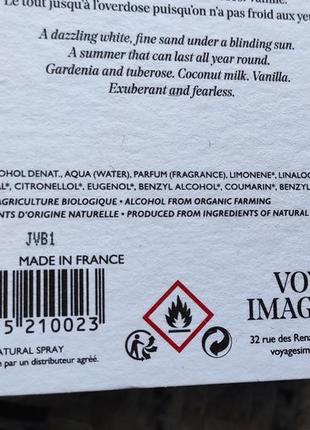 Le tout jusqu'à l'overdose puisqu'on n'a pas froid aux yeu
A dazzling white, fine sand under a blinding sun.
A summer that can last all year round.
Gardenia and tuberose. Coconut milk. Vanilla.
Exuberant and fearless.
OHOL DENAT., AQUA (WATER), PARFUM (FRAGRANCE), LIMONENE*, LINALOO
AL*, CITRONELLOL*, EUGENOL*, BENZYL ALCOHOL*, COUMARIN*, BENZYL
AGRICULTURE BIOLOGIQUE • ALCOHOL FROM ORGANIC FARMING
NTS D'ORIGINE NATURELLE • PRODUCED FROM INGREDIENTS OF NATURAL
JVB1
MADE IN FRANCE
5 210023
NATURAL SPRAY
e par un distributeur agréé.
VOY
IMAG
32 rue des Rena
voyagesim